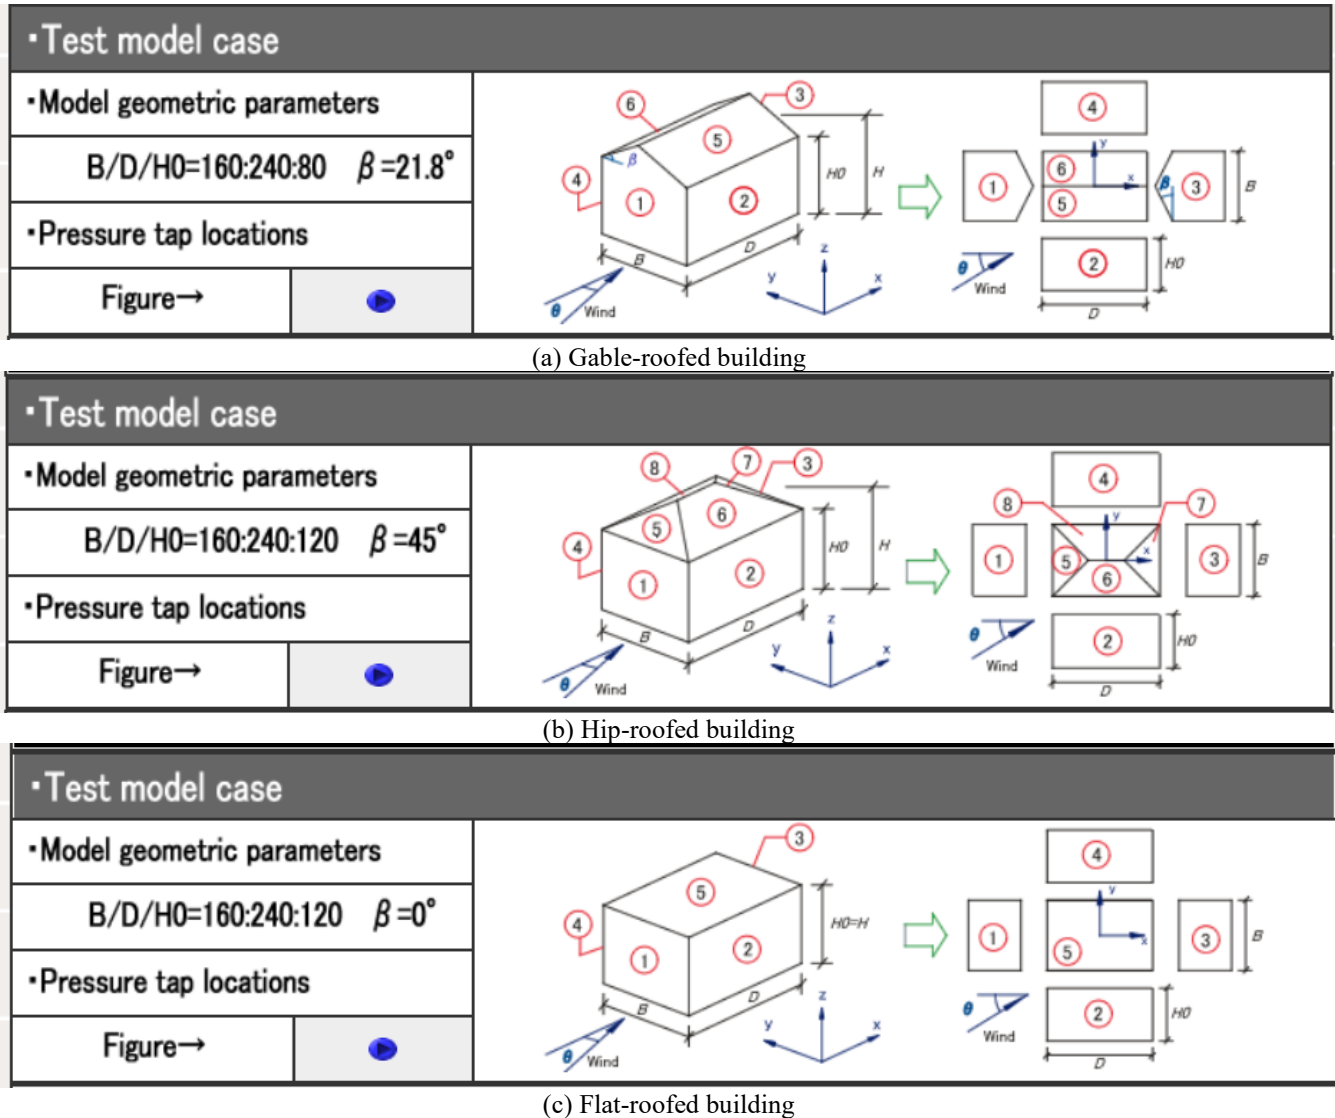 ·Test model case
·Model geometric parameters
B/D/H0=160:240:80 β=21.8°
·Pressure tap locations
Figure→
6
3
5
β
4
1
2
H0
H
B
D
θ
Wind
z
y
x
4
y
1
6
x
5
β
3
B
θ
Wind
2
H0
D
(a) Gable-roofed building
·Test model case
·Model geometric parameters
B/D/H0=160:240:120 β=45°
·Pressure tap locations
Figure→
8
7
3
5
6
4
1
2
H0
H
B
D
θ
Wind
z
y
x
4
8
7
y
1
5
x
6
3
B
θ
Wind
2
H0
D
(b) Hip-roofed building
·Test model case
·Model geometric parameters
B/D/H0=160:240:120 β=0°
·Pressure tap locations
Figure→
3
5
4
1
2
H0=H
B
D
θ
Wind
z
y
x
4
y
1
5
x
3
B
θ
Wind
2
H0
D
(c) Flat-roofed building